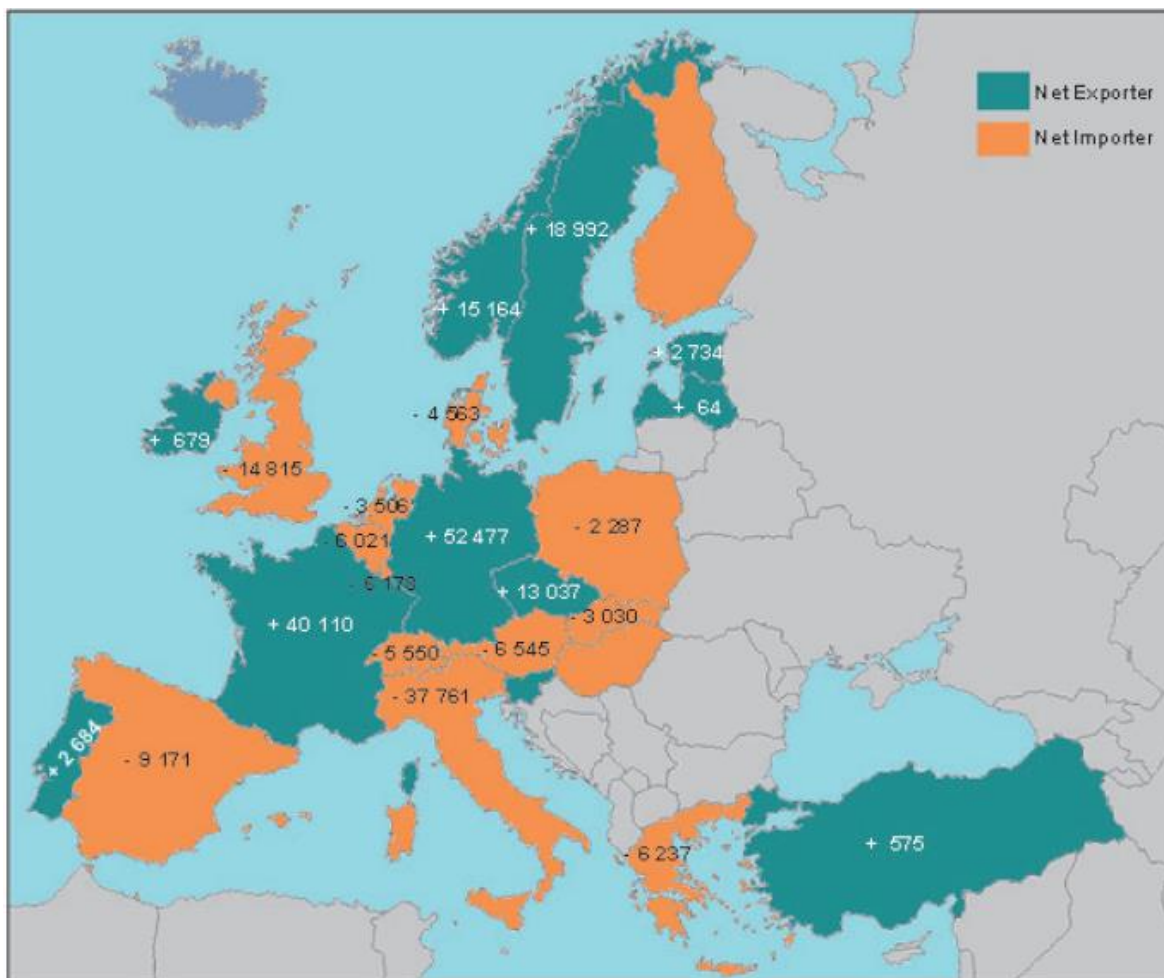 Net Exporter
Net Importer
+ 18 992
+ 15 164
+ 2 734
+ 64
- 4 563
+ 679
- 14 815
- 3 506
- 6 021
+ 52 477
- 2 287
- 6 173
+ 13 037
- 3 030
+ 40 110
- 5 550
- 6 545
- 37 761
+ 2 684
- 9 171
+ 575
- 6 237